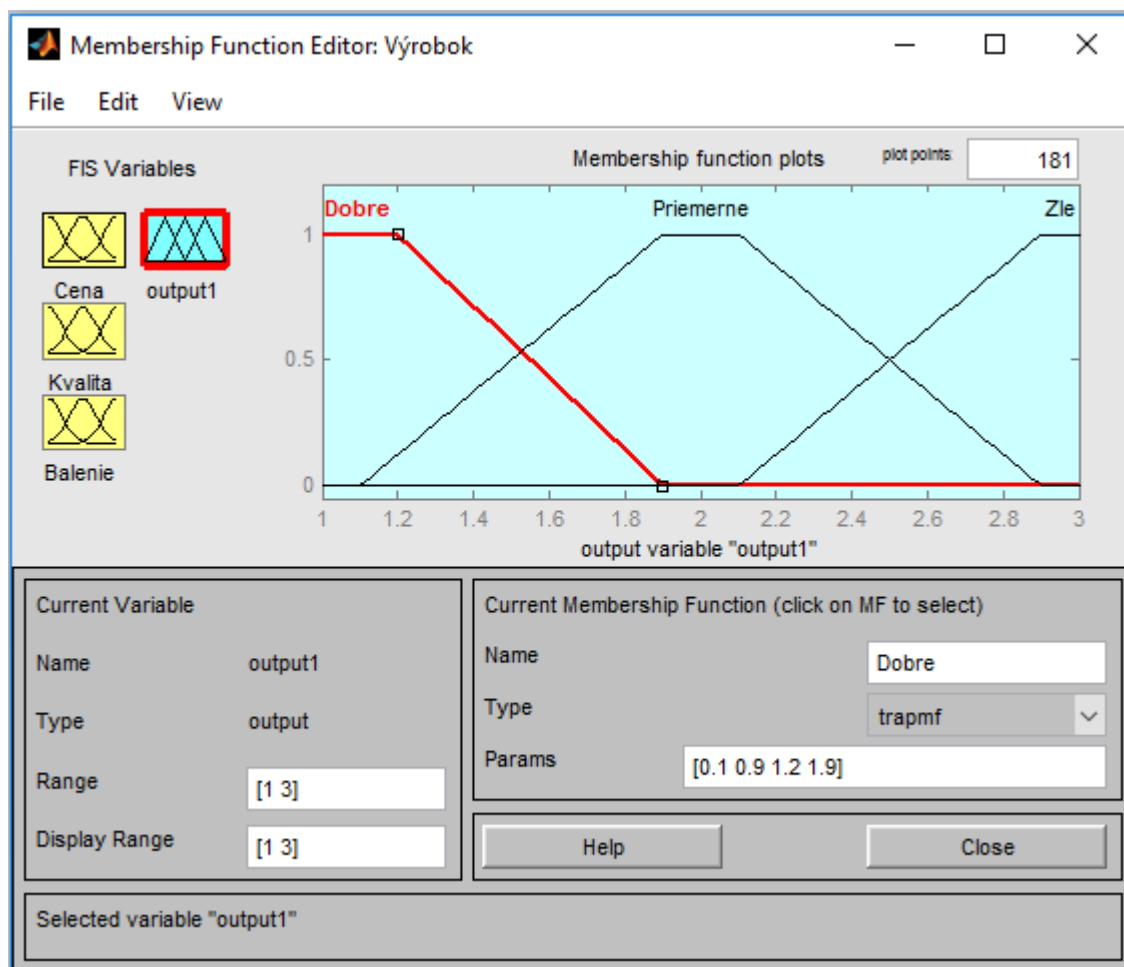 Membership Function Editor: Výrobok
File Edit View
FIS Variables
Cena
output1
Kvalita
Balenie
Membership function plots
plot points:
181
Dobre Priemerne Zle
1
0.5
0
1 1.2 1.4 1.6 1.8 2 2.2 2.4 2.6 2.8 3
output variable "output1"
Current Variable
Name output1
Type output
Range [1 3]
Display Range [1 3]
Current Membership Function (click on MF to select)
Name Dobre
Type trapmf
Params [0.1 0.9 1.2 1.9]
Help Close
Selected variable "output1"